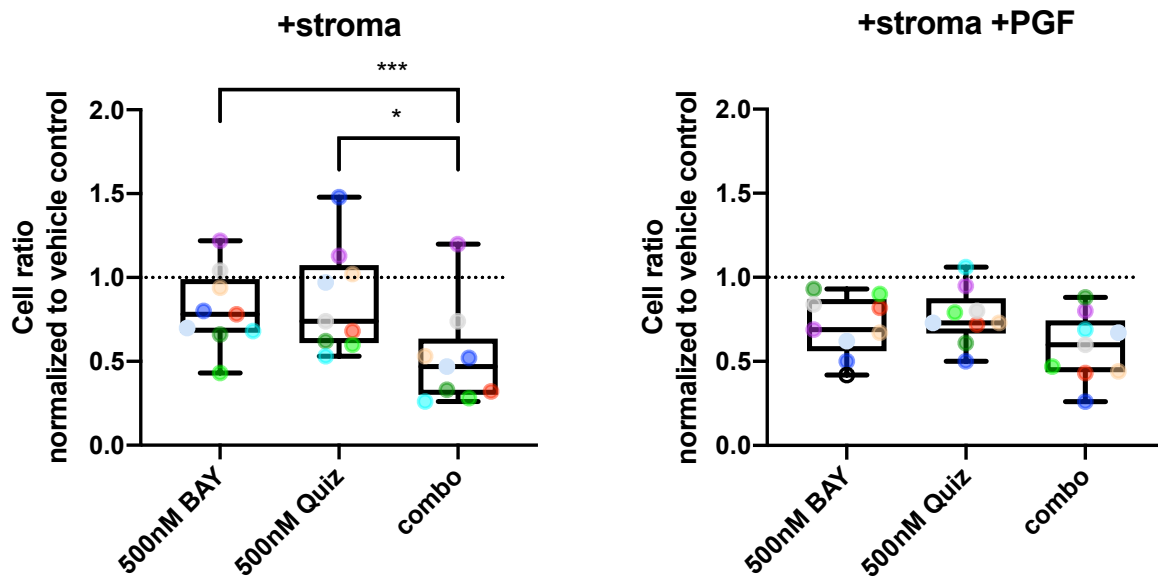 +stroma
***
*
2.0
1.5
1.0
0.5
0.0
Cell ratio
normalized to vehicle control
500nM BAY
500nM Quiz
combo
+stroma +PGF
2.0
1.5
1.0
0.5
0.0
Cell ratio
normalized to vehicle control
500nM BAY
500nM Quiz
combo